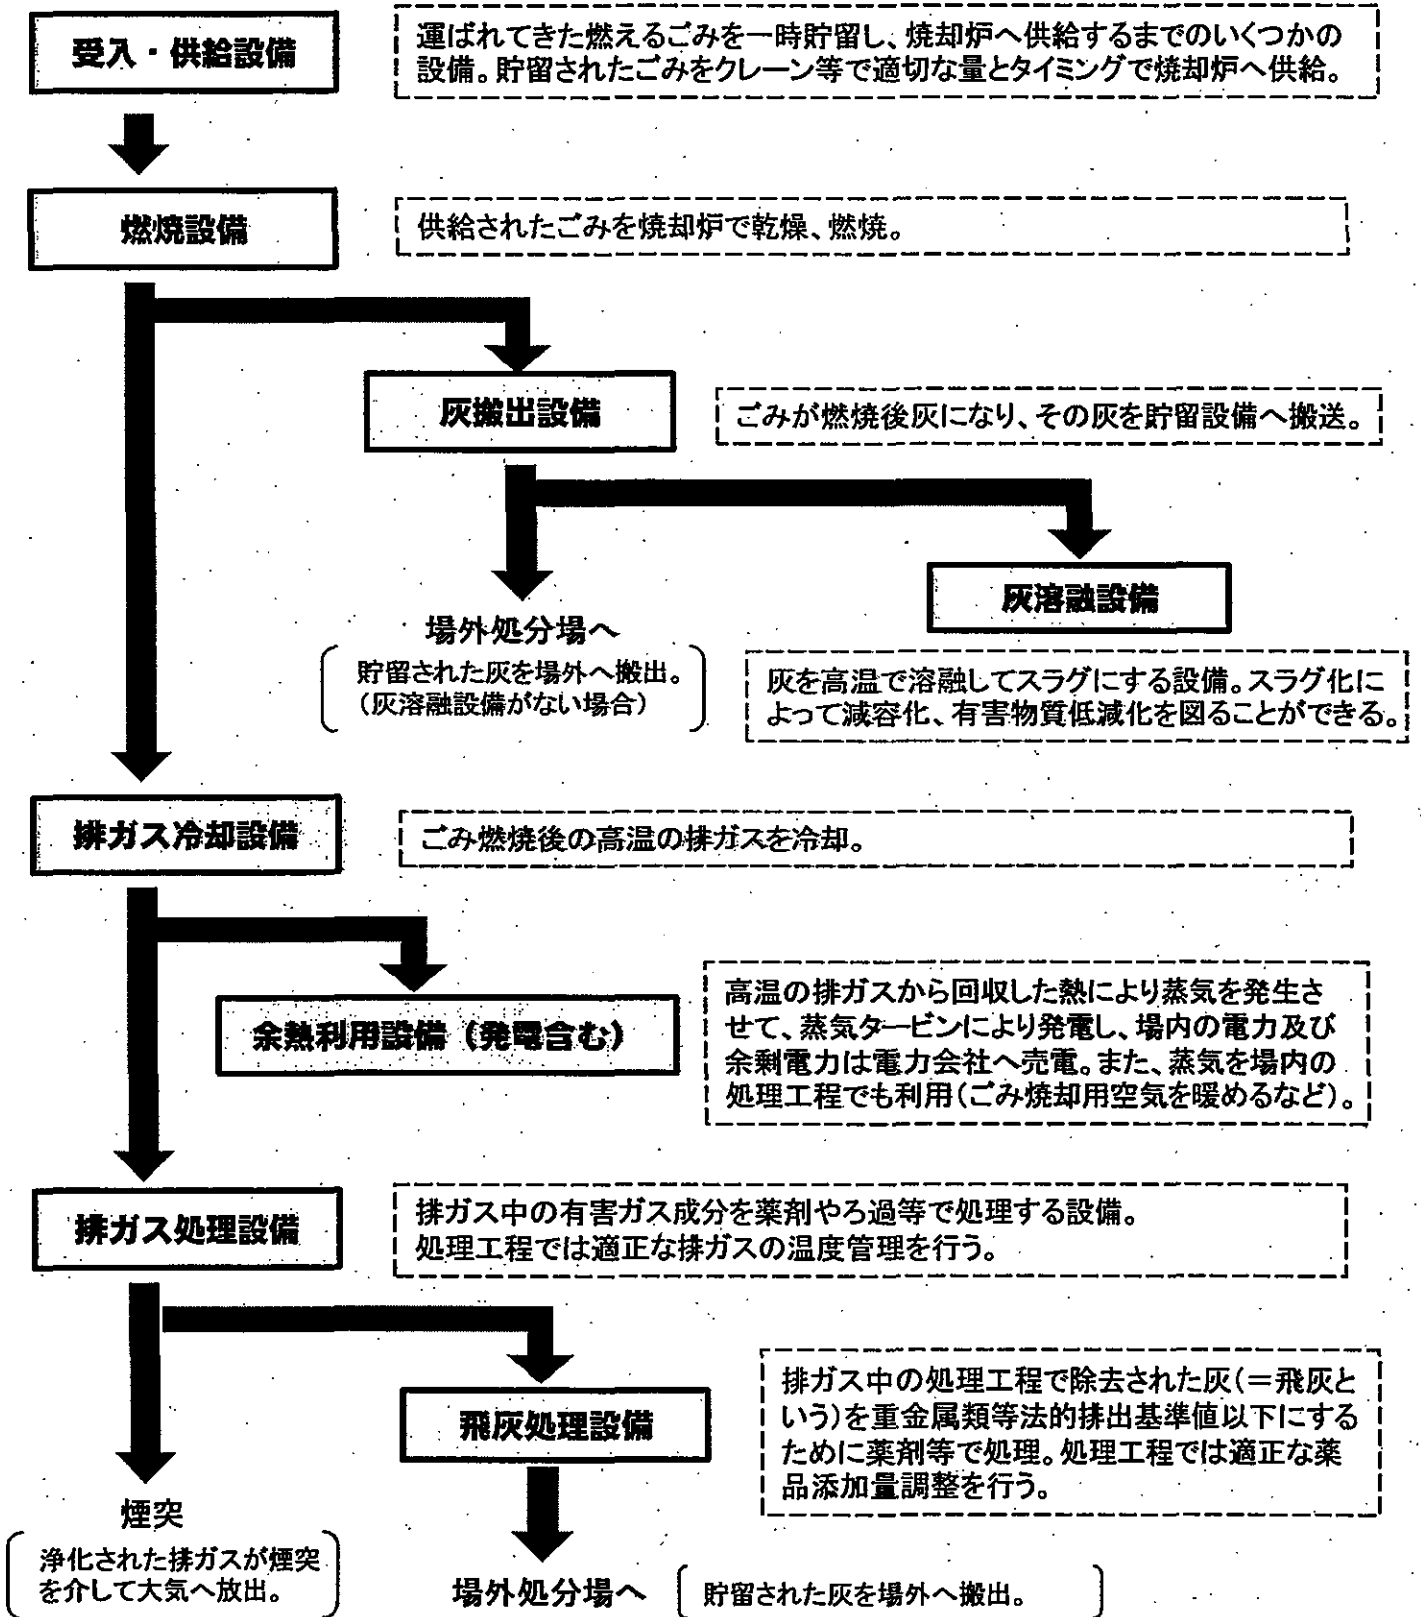 受入・供給設備
運ばれてきた燃えるごみを一時貯留し、焼却炉へ供給するまでのいくつかの
設備。貯留されたごみをクレーン等で適切な量とタイミングで焼却炉へ供給。
燃焼設備
供給されたごみを焼却炉で乾燥、燃焼。
灰搬出設備
ごみが燃焼後灰になり、その灰を貯留設備へ搬送。
場外処分場へ
貯留された灰を場外へ搬出。
(灰溶融設備がない場合)
灰溶融設備
灰を高温で溶融してスラグにする設備。スラグ化に
よって減容化、有害物質低減化を図ることができる。
排ガス冷却設備
ごみ燃焼後の高温の排ガスを冷却。
余熱利用設備(発電含む)
高温の排ガスから回収した熱により蒸気を発生さ
せて、蒸気タービンにより発電し、場内の電力及び
余剰電力は電力会社へ売電。また、蒸気を場内の
処理工程でも利用(ごみ焼却用空気を暖めるなど)。
排ガス処理設備
排ガス中の有害ガス成分を薬剤やろ過等で処理する設備。
処理工程では適正な排ガスの温度管理を行う。
飛灰処理設備
排ガス中の処理工程で除去された灰(=飛灰と
いう)を重金属類等法的排出基準値以下にする
ために薬剤等で処理。処理工程では適正な薬
品添加量調整を行う。
煙突
浄化された排ガスが煙突
を介して大気へ放出。
場外処分場へ
貯留された灰を場外へ搬出。